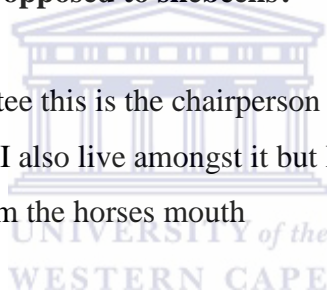 opposed to shebeens?
tee this is the chairperson
I also live amongst it but I
m the horses mouth
UNIVERSITY of the
WESTERN CAPE